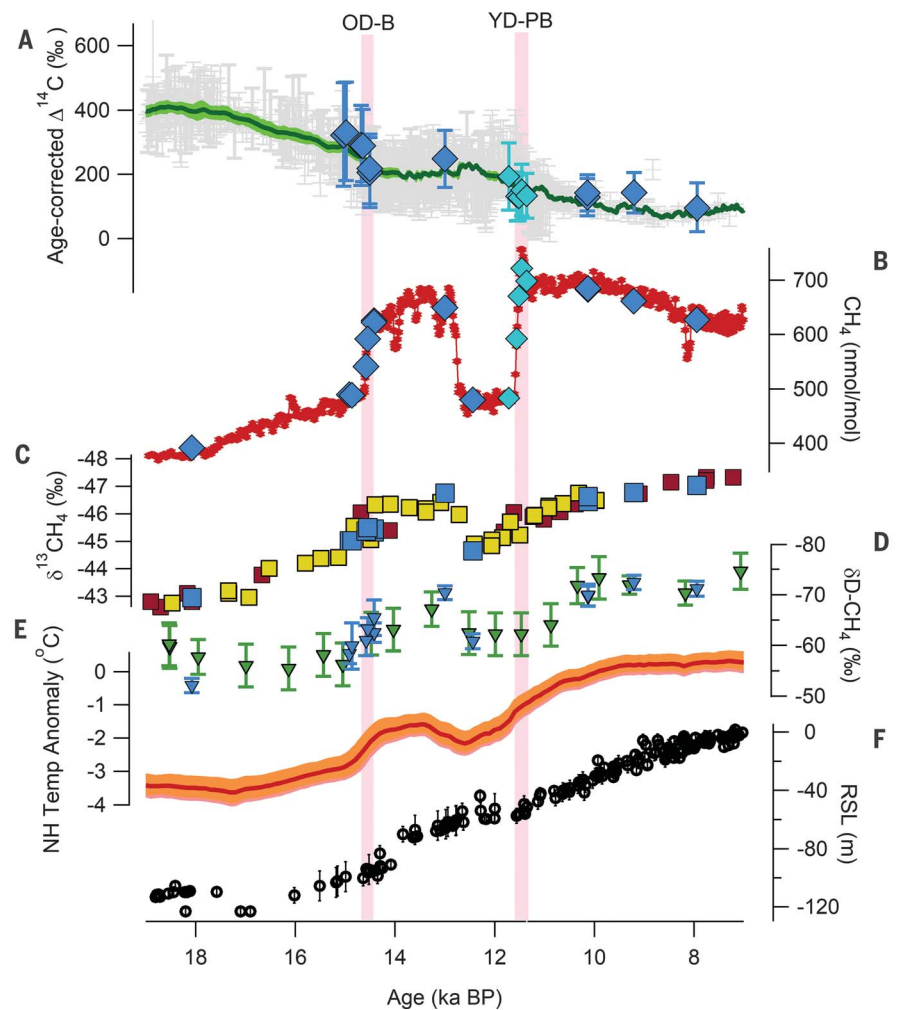 OD-B
YD-PB
A
Age-corrected Δ¹⁴C (‰)
600
400
200
0
B
CH₄ (nmol/mol)
700
600
500
400
C
δ¹³CH₄ (‰)
-48
-47
-46
-45
-44
-43
D
δD-CH₄ (‰)
-80
-70
-60
-50
E
NH Temp Anomaly (°C)
0
-1
-2
-3
-4
F
RSL (m)
0
-40
-80
-120
18
16
14
12
10
8
Age (ka BP)